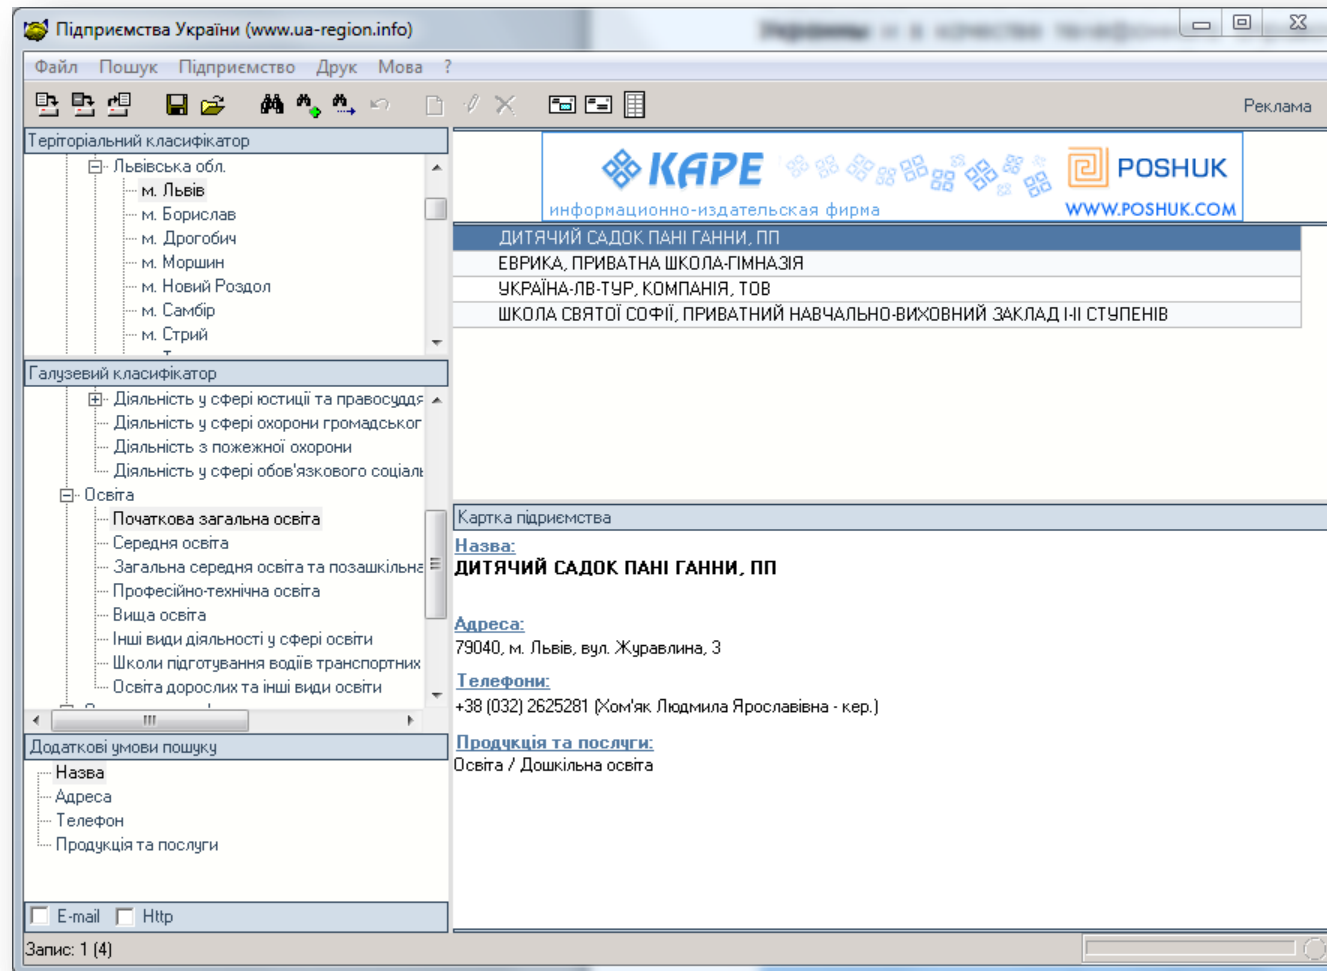 Підприємства України (www.ua-region.info)
Файл Пошук Підприємство Друк Мова ?
Реклама
Теріторіальний класифікатор
Львівська обл.
м. Львів
м. Борислав
м. Дрогобич
м. Моршин
м. Новий Розділ
м. Самбір
м. Стрий
Галузевий класифікатор
Діяльність у сфері юстиції та правосуддя
Діяльність у сфері охорони громадськог
Діяльність з пожежної охорони
Діяльність у сфері обов'язкового соціаль
Освіта
Початкова загальна освіта
Середня освіта
Загальна середня освіта та позашкільна
Професійно-технічна освіта
Вища освіта
Інші види діяльності у сфері освіти
Школи підготування водіїв транспортних
Освіта дорослих та інші види освіти
Додаткові умови пошуку
Назва
Адреса
Телефон
Продукція та послуги
E-mail Http
Запис: 1 (4)
КАРЕ
информационно-издательская фирма
POSHUK
WWW.POSHUK.COM
ДИТЯЧИЙ САДОК ПАНІ ГАННИ, ПП
ЕВРИКА, ПРИВАТНА ШКОЛА-ГІМНАЗІЯ
УКРАЇНА-ЛВ-ТУР, КОМПАНІЯ, ТОВ
ШКОЛА СВЯТОЇ СОФІЇ, ПРИВАТНИЙ НАВЧАЛЬНО-ВИХОВНИЙ ЗАКЛАД І-ІІ СТУПЕНІВ
Картка підприємства
Назва:
ДИТЯЧИЙ САДОК ПАНІ ГАННИ, ПП
Адреса:
79040, м. Львів, вул. Журавлина, 3
Телефони:
+38 (032) 2625281 (Хом'як Людмила Ярославівна - кер.)
Продукція та послуги:
Освіта / Дошкільна освіта